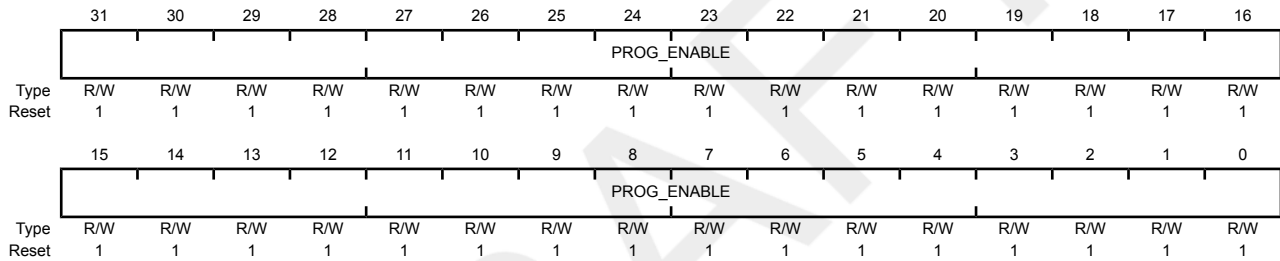 31 30 29 28 27 26 25 24 23 22 21 20 19 18 17 16
PROG_ENABLE
Type R/W R/W R/W R/W R/W R/W R/W R/W R/W R/W R/W R/W R/W R/W R/W R/W
Reset 1 1 1 1 1 1 1 1 1 1 1 1 1 1 1 1
15 14 13 12 11 10 9 8 7 6 5 4 3 2 1 0
PROG_ENABLE
Type R/W R/W R/W R/W R/W R/W R/W R/W R/W R/W R/W R/W R/W R/W R/W R/W
Reset 1 1 1 1 1 1 1 1 1 1 1 1 1 1 1 1